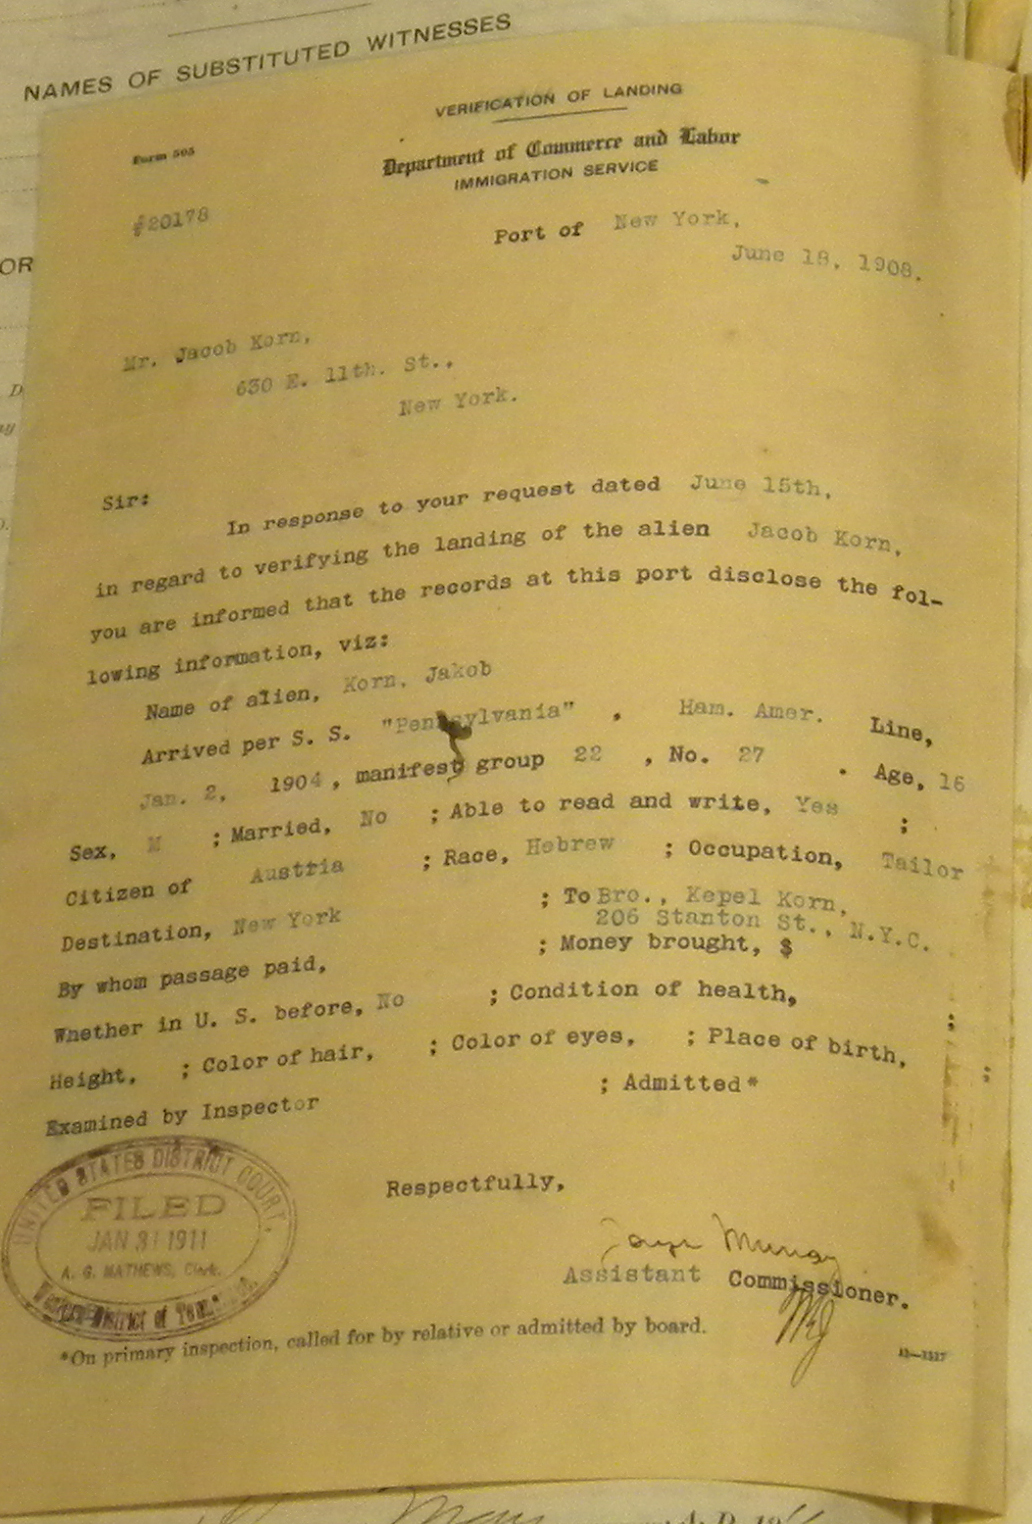 NAMES OF SUBSTITUTED WITNESSES
VERIFICATION OF LANDING
Form 505
Department of Commerce and Labor
IMMIGRATION SERVICE
#20178
Port of New York,
June 18, 1908.
OR
Mr. Jacob Korn,
630 E. 11th. St.,
New York.
Sir:
In response to your request dated June 15th,
in regard to verifying the landing of the alien Jacob Korn,
you are informed that the records at this port disclose the fol-
lowing information, viz:
Name of alien, Korn, Jakob
Arrived per S. S. "Pennsylvania", Ham. Amer. Line,
Jan. 2, 1904, manifest group 22, No. 27. Age, 16
Sex, M; Married, No; Able to read and write, Yes;
Citizen of Austria; Race, Hebrew; Occupation, Tailor
Destination, New York; To Bro., Kepel Korn,
206 Stanton St., N.Y.C.
By whom passage paid,; Money brought, $
Whether in U. S. before, No; Condition of health,;
Height,; Color of hair,; Color of eyes,; Place of birth,;
Examined by Inspector; Admitted*
Respectfully,
Murray
Assistant Commissioner.
UNITED STATES DISTRICT COURT,
FILED
JAN 31 1911
A. G. MATHEWS, Clerk.
Western District of
*On primary inspection, called for by relative or admitted by board.
A. D. 19